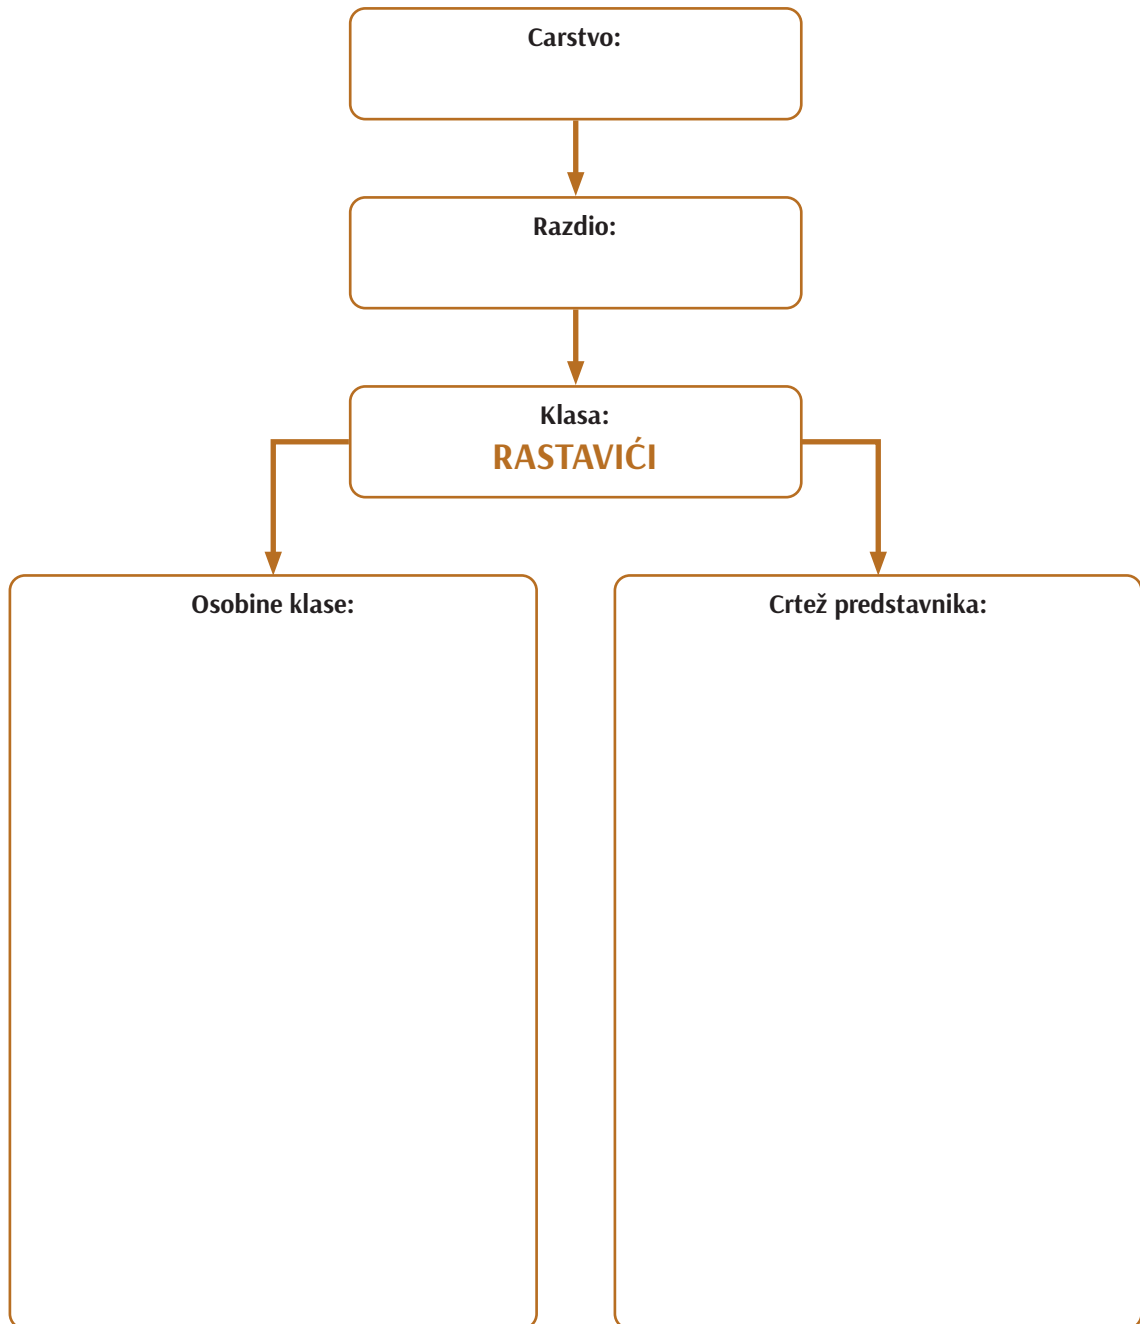 Carstvo:
Razdio:
Klasa:
RASTAVIĆI
Osobine klase:
Crtež predstavnika: